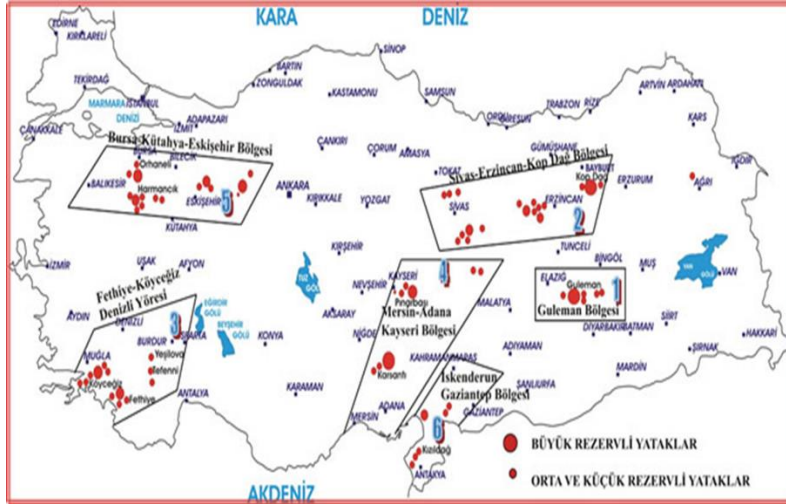 KARA DENİZ
EDİRNE
KIRKLARELİ
SİNOP
BARTIN
ZONGULDAK
TEKİRDAĞ
KASTAMONU
SAMSUN
ARTVİN ARDAHAN
MARMARA
DENİZİ
İSTANBUL
ADAPAZARI
İZMİT
ORDU
GİRESUN
TRABZON
RİZE
KARS
ÇANAKKALE
Bursa-Kütahya-Eskişehir Bölgesi
BURSA
BİLECİK
ÇANKIRI
ÇORUM
AMASYA
GÜMÜŞHANE
TOKAT
Sivas-Erzincan-Kop Dağ Bölgesi
BAYBURT
IĞDIR
Orhaneli
BALIKESİR
Harmancık
ESKİŞEHİR
5
ANKARA
KIRIKKALE
YOZGAT
SİVAS
Kop Dağ
ERZURUM
AĞRI
ERZİNCAN
2
KÜTAHYA
TUNCELİ
KIRŞEHİR
İZMİR
UŞAK
AFYON
TUZ
GÖL
NEVŞEHİR
KAYSERİ
4
BİNGÖL
MUŞ
VAN
GÖLÜ
VAN
ELAZIĞ
Guleman
1
Fethiye-Köyceğiz
Denizli Yöresi
Pınarbaşı
MALATYA
Guleman Bölgesi
EĞİRDİR
GÖLÜ
AKSARAY
Mersin-Adana
Kayseri Bölgesi
AYDIN
DENİZLİ
3
ISPARTA
BEYŞEHİR
GÖLÜ
KONYA
NİĞDE
DİYARBAKIR
BATMAN
SİİRT
HAKKARİ
BURDUR
ŞIRNAK
MUĞLA
Yeşilova
Tefenni
KAHRAMANMARAŞ
ADIYAMAN
MARDİN
Köyceğiz
Karsantı
İskenderun
Gaziantep Bölgesi
ŞANLIURFA
Fethiye
ANTALYA
KARAMAN
ADANA
MERSİN
GAZİANTEP
6
Kızıldağ
ANTAKYA
BÜYÜK REZERVLİ YATAKLAR
ORTA VE KÜÇÜK REZERVLİ YATAKLAR
AKDENİZ